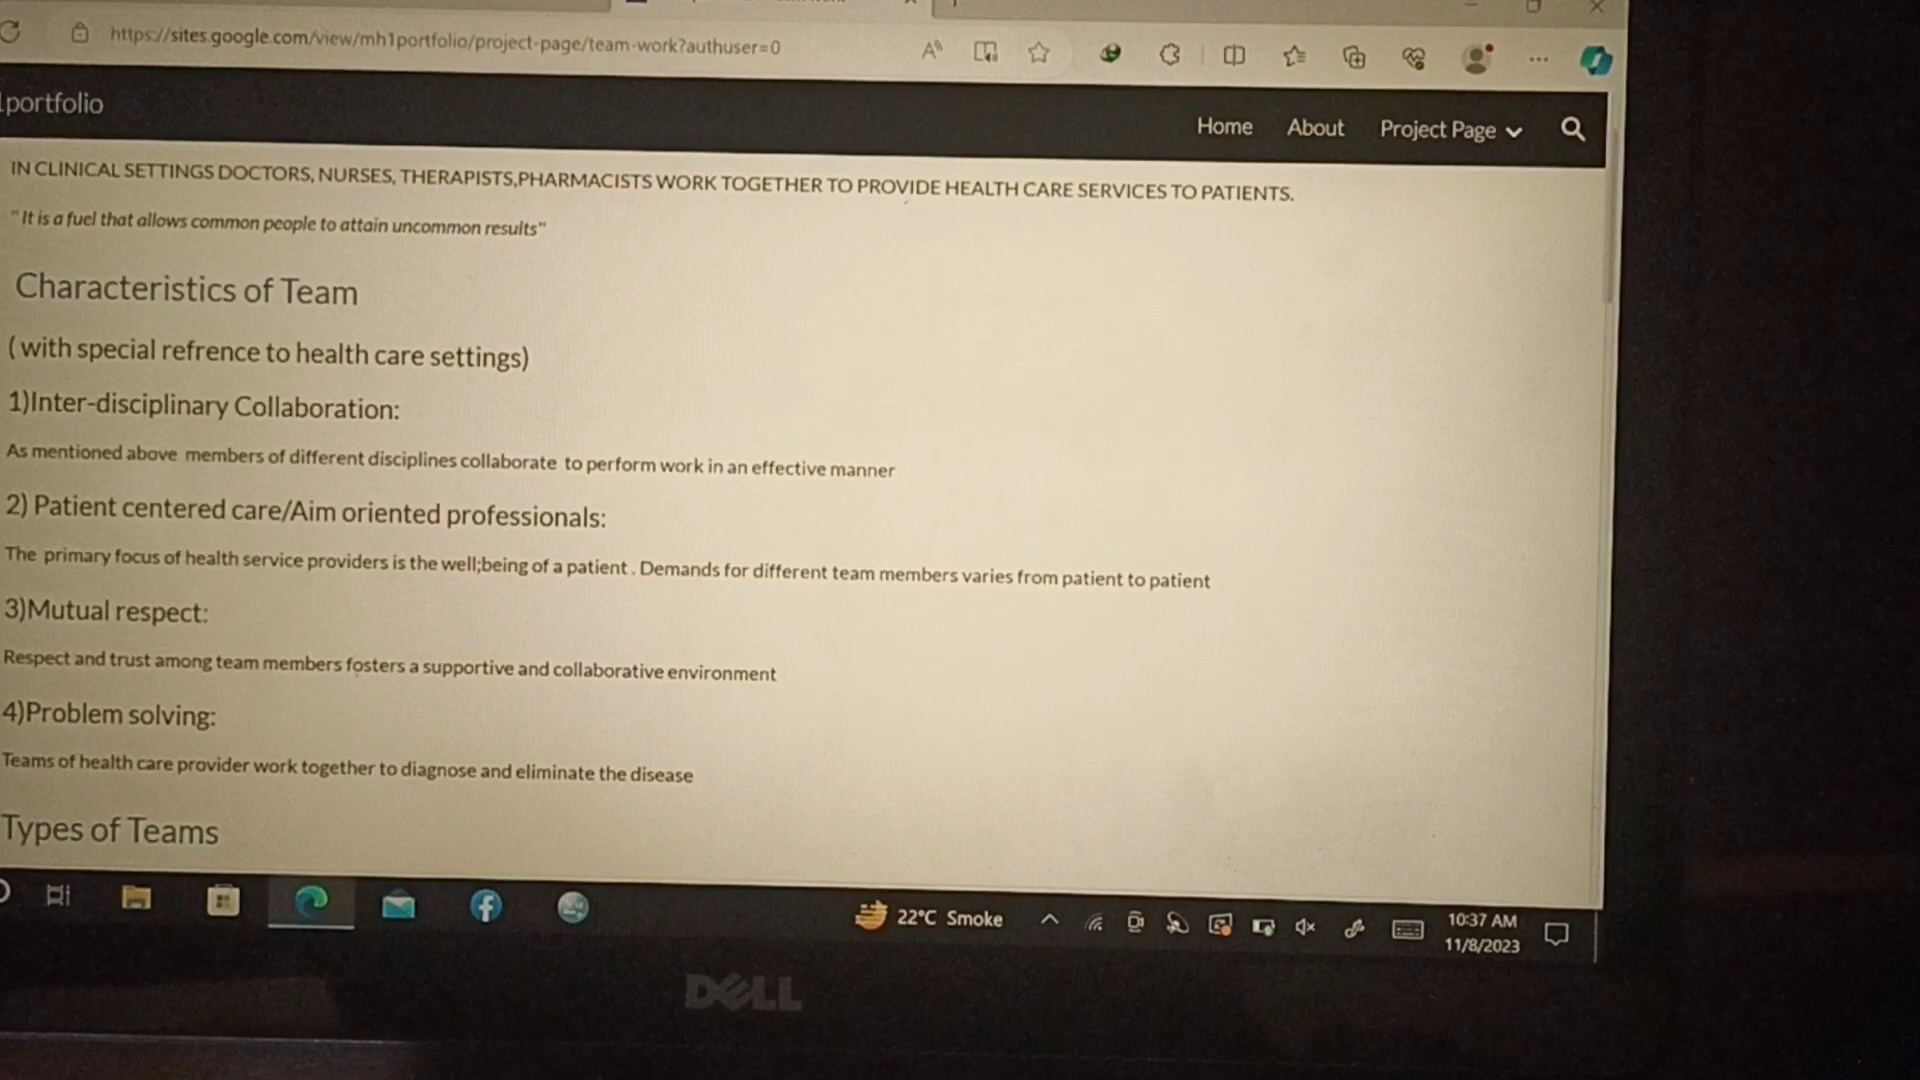 https://sites.google.com/view/mh1portfolio/project-page/team-work?authuser=0
portfolio
Home About Project Page
IN CLINICAL SETTINGS DOCTORS, NURSES, THERAPISTS,PHARMACISTS WORK TOGETHER TO PROVIDE HEALTH CARE SERVICES TO PATIENTS.
" It is a fuel that allows common people to attain uncommon results"
Characteristics of Team
( with special refrence to health care settings)
1)Inter-disciplinary Collaboration:
As mentioned above members of different disciplines collaborate to perform work in an effective manner
2) Patient centered care/Aim oriented professionals:
The primary focus of health service providers is the well;being of a patient . Demands for different team members varies from patient to patient
3)Mutual respect:
Respect and trust among team members fosters a supportive and collaborative environment
4)Problem solving:
Teams of health care provider work together to diagnose and eliminate the disease
Types of Teams
22°C Smoke
10:37 AM
11/8/2023
DELL